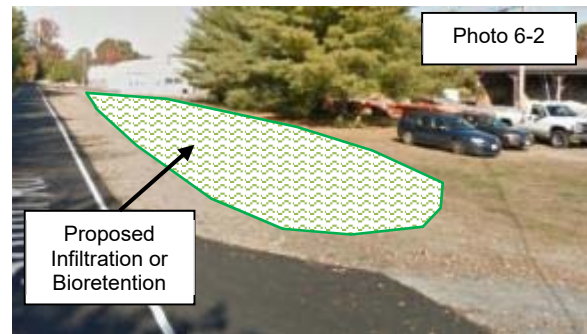 Photo 6-2
Proposed
Infiltration or
Bioretention